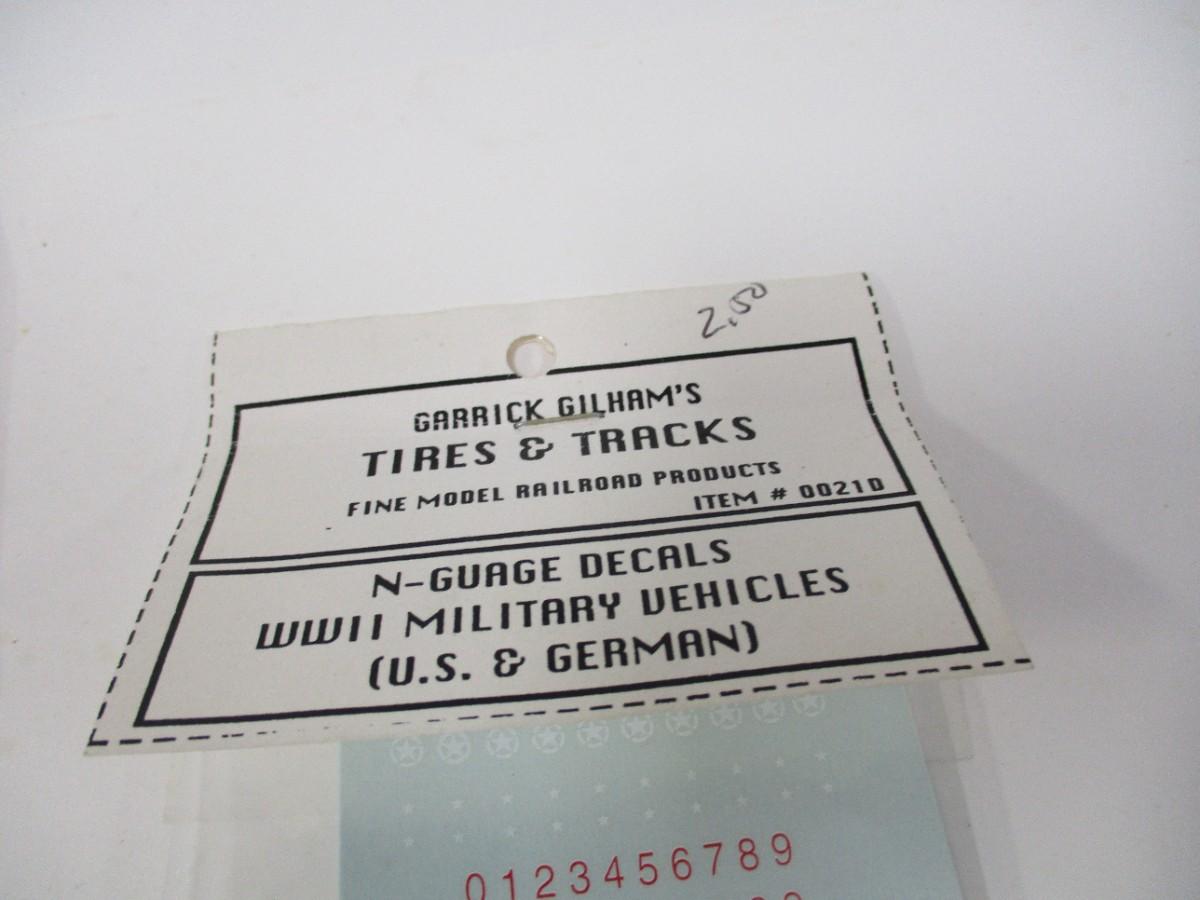 2.50
GARRICK GILHAM'S
TIRES & TRACKS
FINE MODEL RAILROAD PRODUCTS
ITEM # 0021D
N-GUAGE DECALS
WWII MILITARY VEHICLES
(U.S. & GERMAN)
0123456789